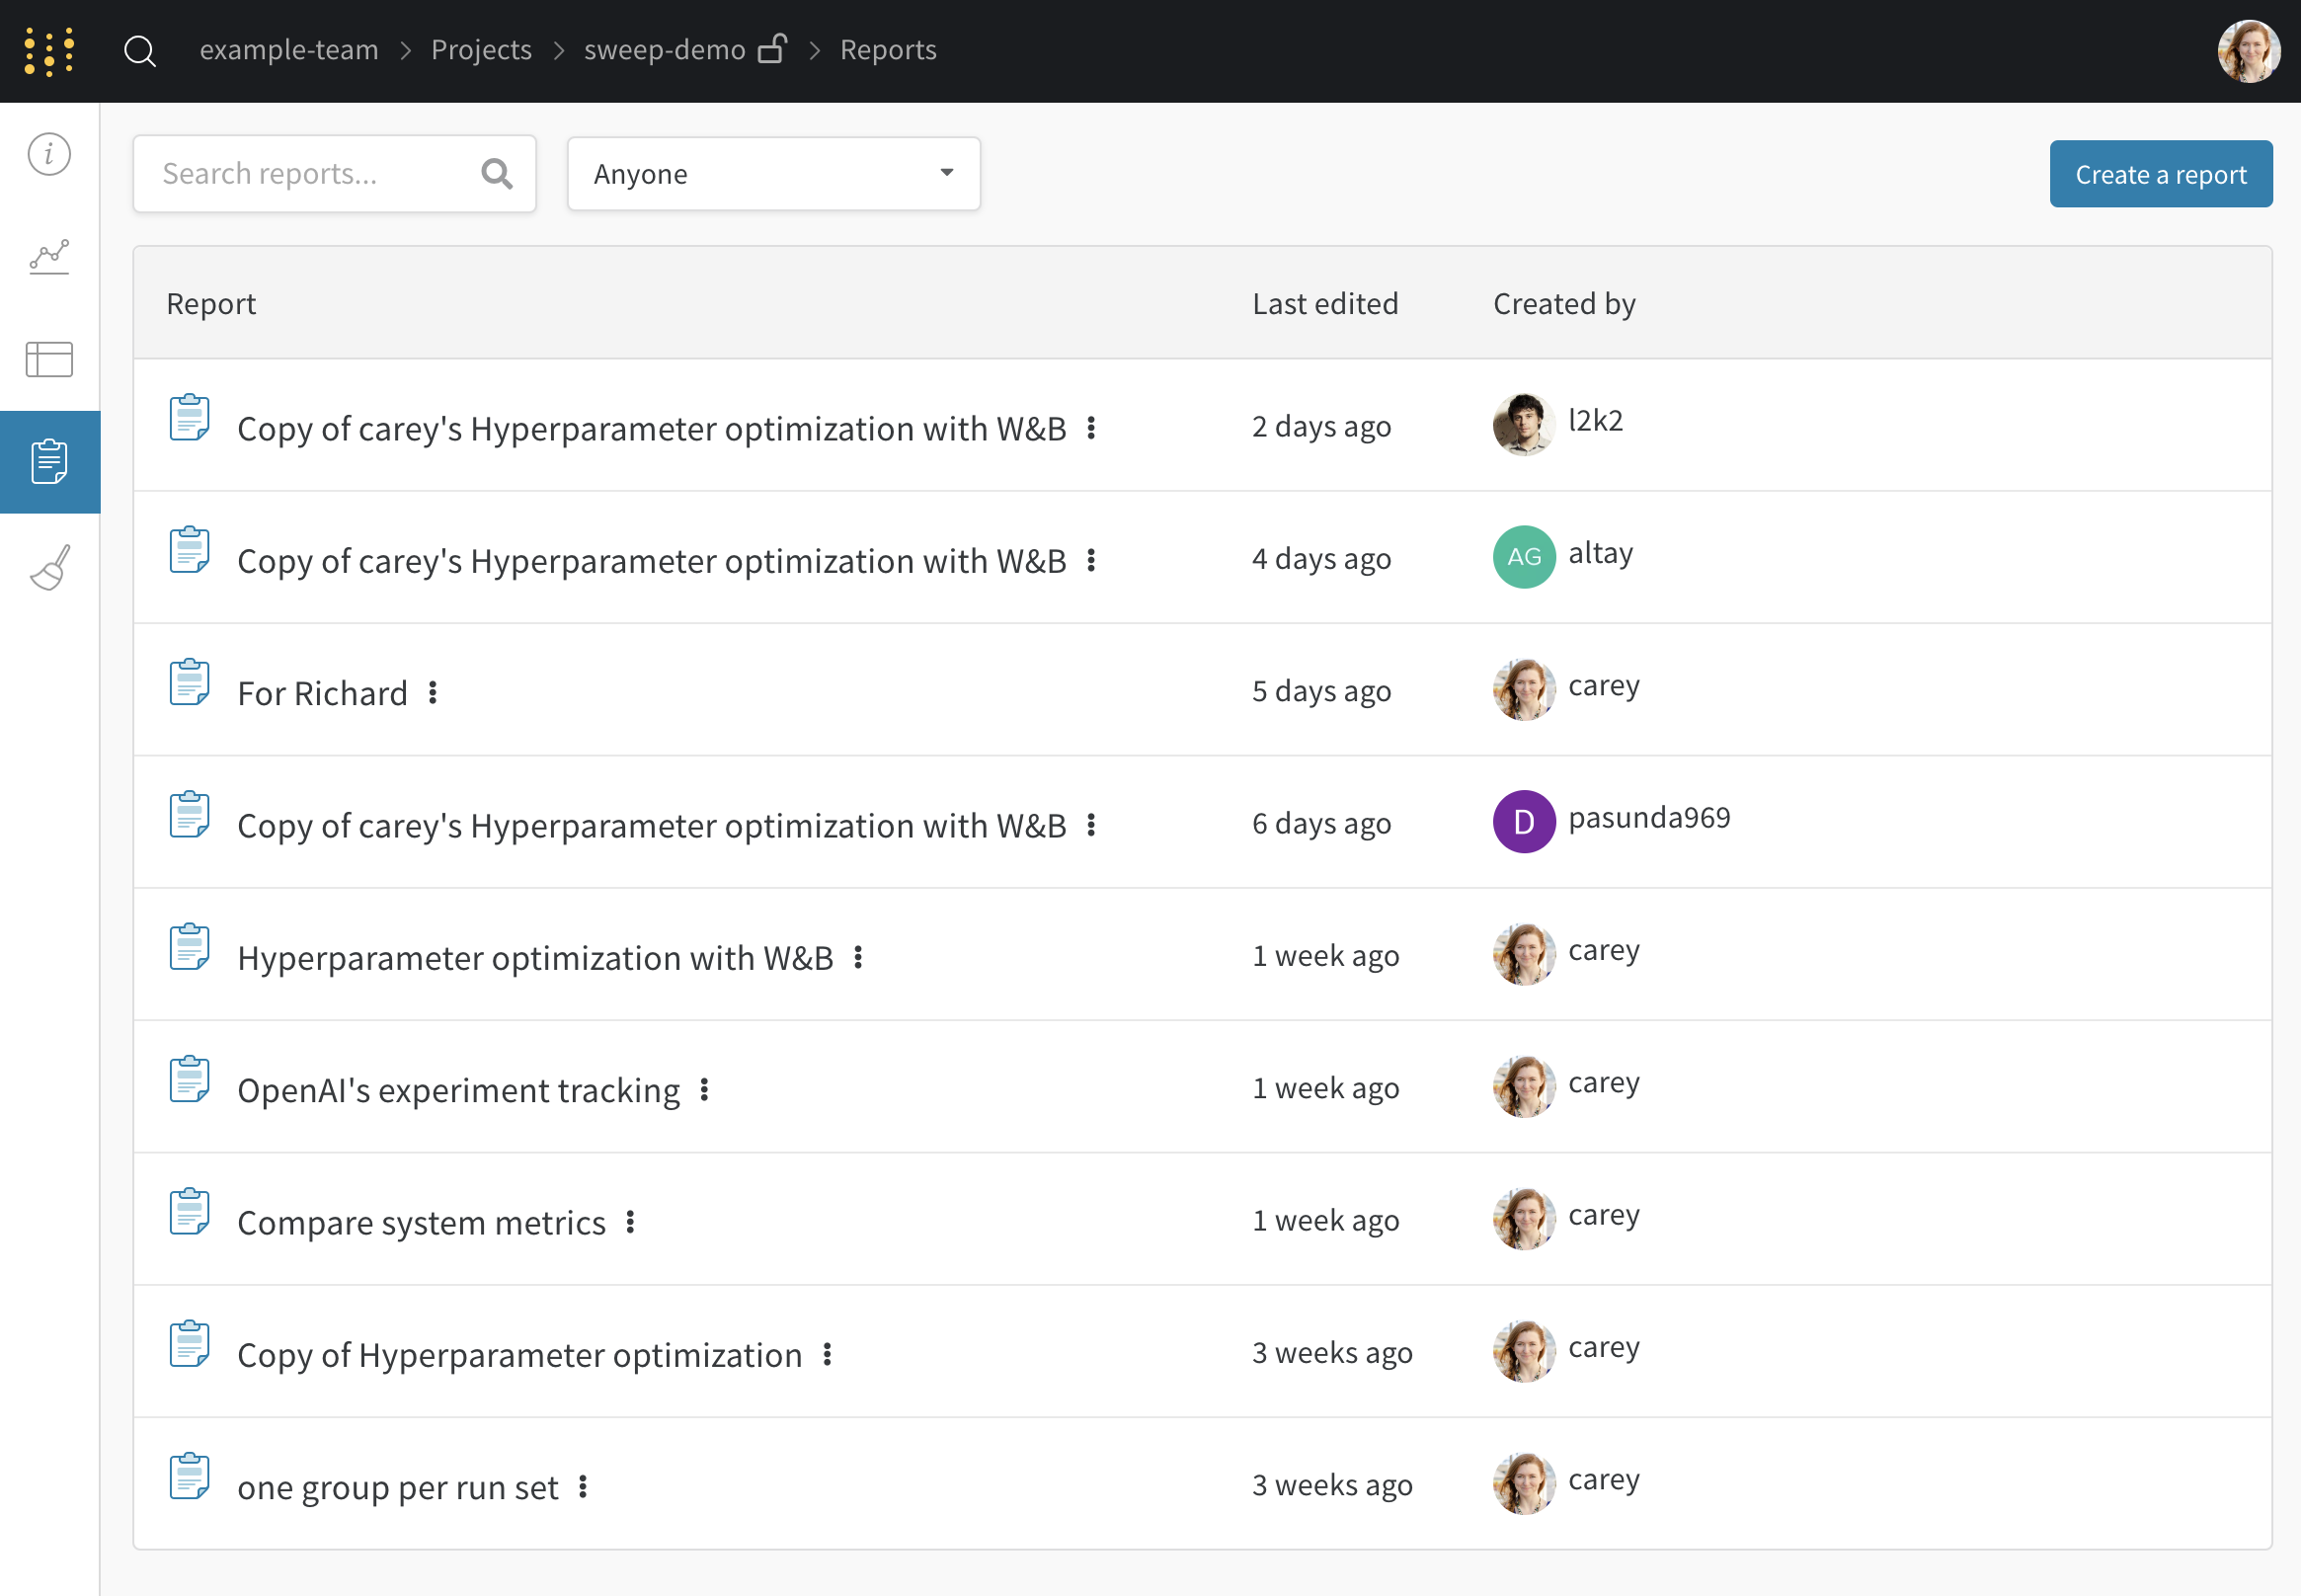 example-team > Projects > sweep-demo > Reports
Search reports...
Anyone
Create a report
Report Last edited Created by
Copy of carey's Hyperparameter optimization with W&B 2 days ago l2k2
Copy of carey's Hyperparameter optimization with W&B 4 days ago AG altay
For Richard 5 days ago carey
Copy of carey's Hyperparameter optimization with W&B 6 days ago D pasunda969
Hyperparameter optimization with W&B 1 week ago carey
OpenAI's experiment tracking 1 week ago carey
Compare system metrics 1 week ago carey
Copy of Hyperparameter optimization 3 weeks ago carey
one group per run set 3 weeks ago carey